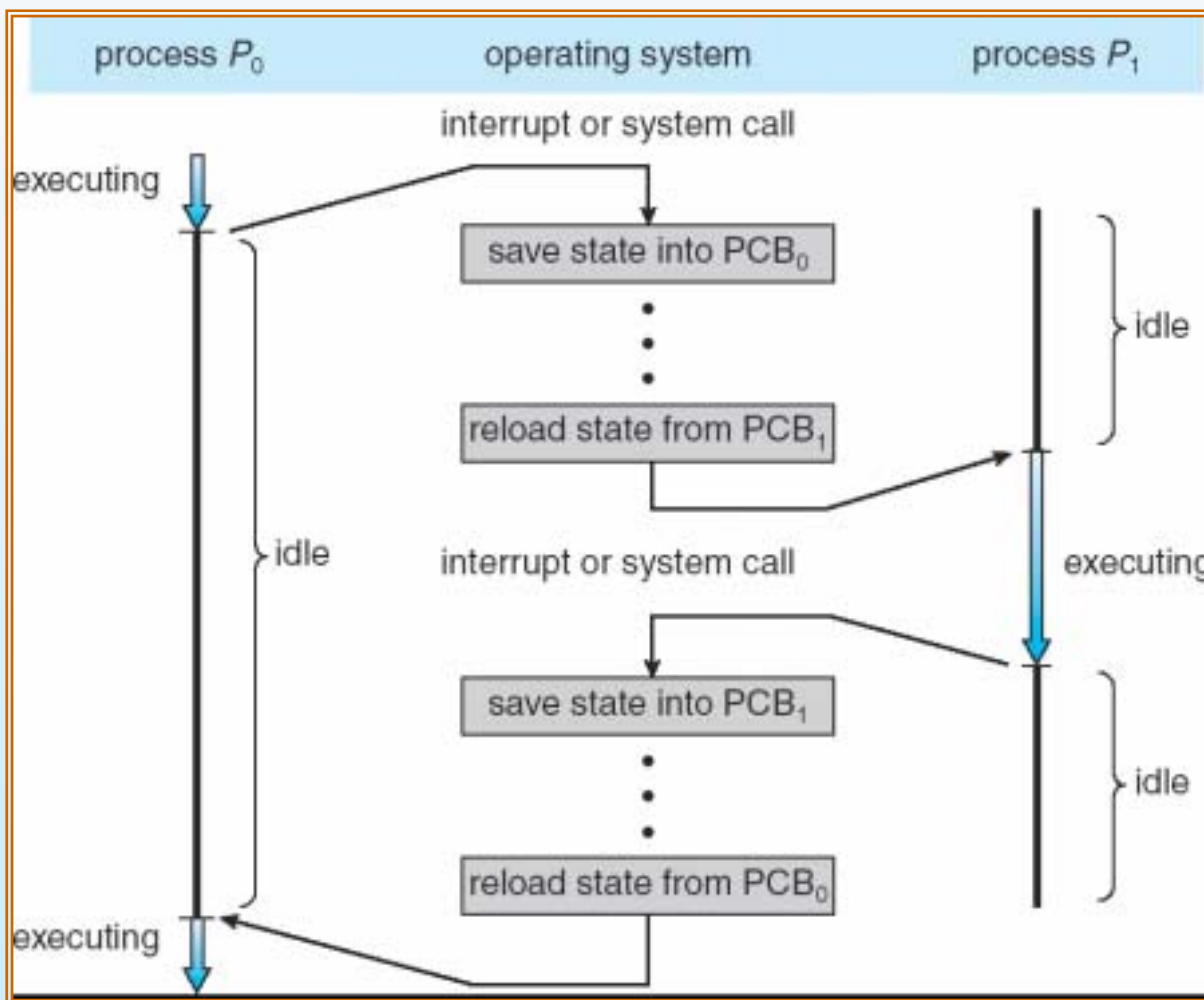 process P₀ operating system process P₁
interrupt or system call
executing
save state into PCB₀
idle
reload state from PCB₁
idle
interrupt or system call
executing
save state into PCB₁
idle
reload state from PCB₀
executing